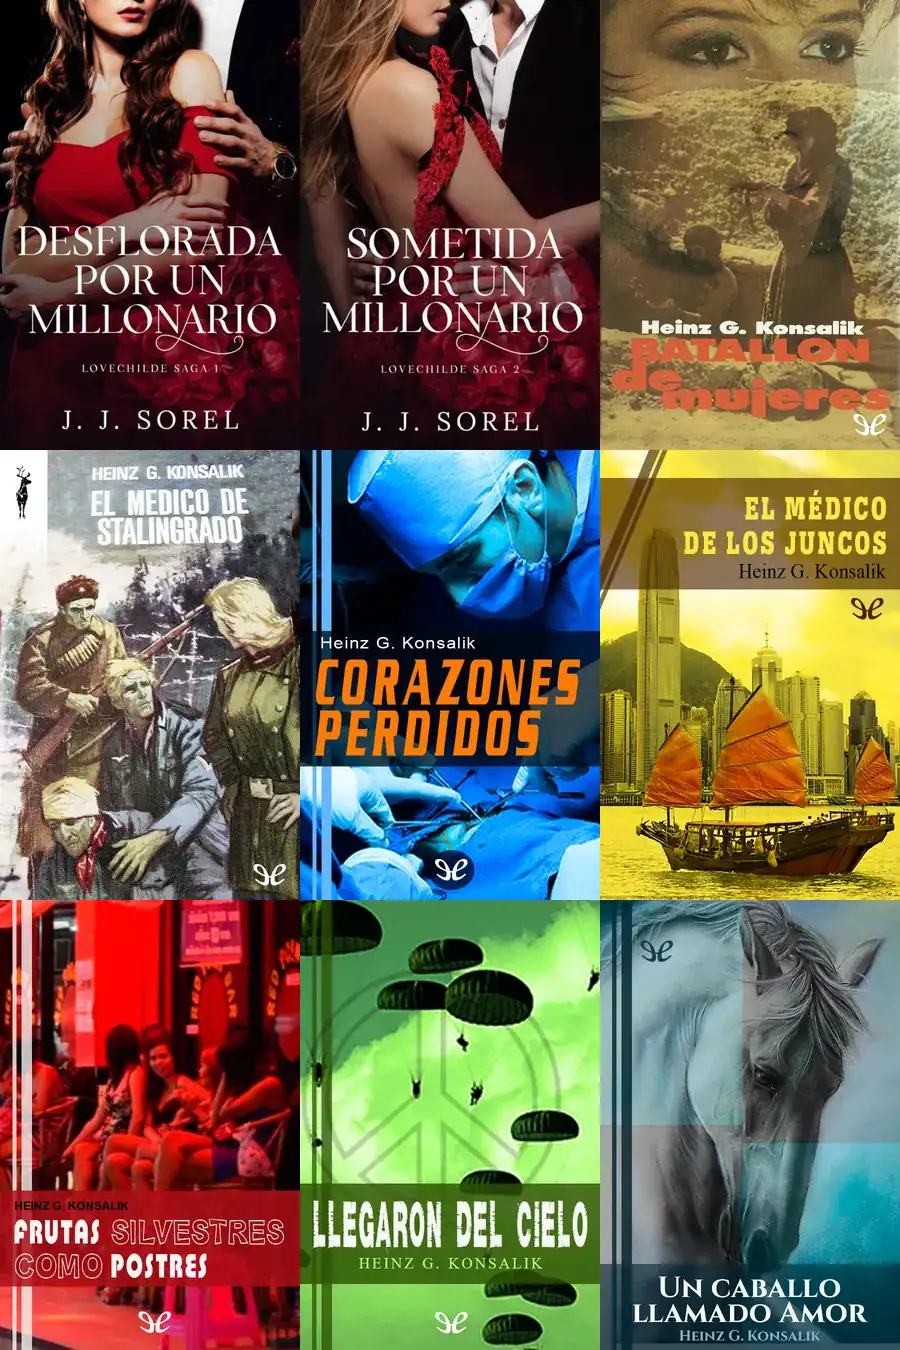 DESFLORADA
POR UN
MILLONARIO
LOVECHILDE SAGA 1
J. J. SOREL
SOMETIDA
POR UN
MILLONARIO
LOVECHILDE SAGA 2
J. J. SOREL
Heinz G. Konsalik
BATALLON
de
mujeres
HEINZ G. KONSALIK
EL MEDICO DE
STALINGRADO
Heinz G. Konsalik
CORAZONES
PERDIDOS
EL MÉDICO
DE LOS JUNCOS
Heinz G. Konsalik
RED
BAR
HEINZ G. KONSALIK
FRUTAS SILVESTRES
COMO POSTRES
LLEGARON DEL CIELO
HEINZ G. KONSALIK
UN CABALLO
LLAMADO AMOR
HEINZ G. KONSALIK